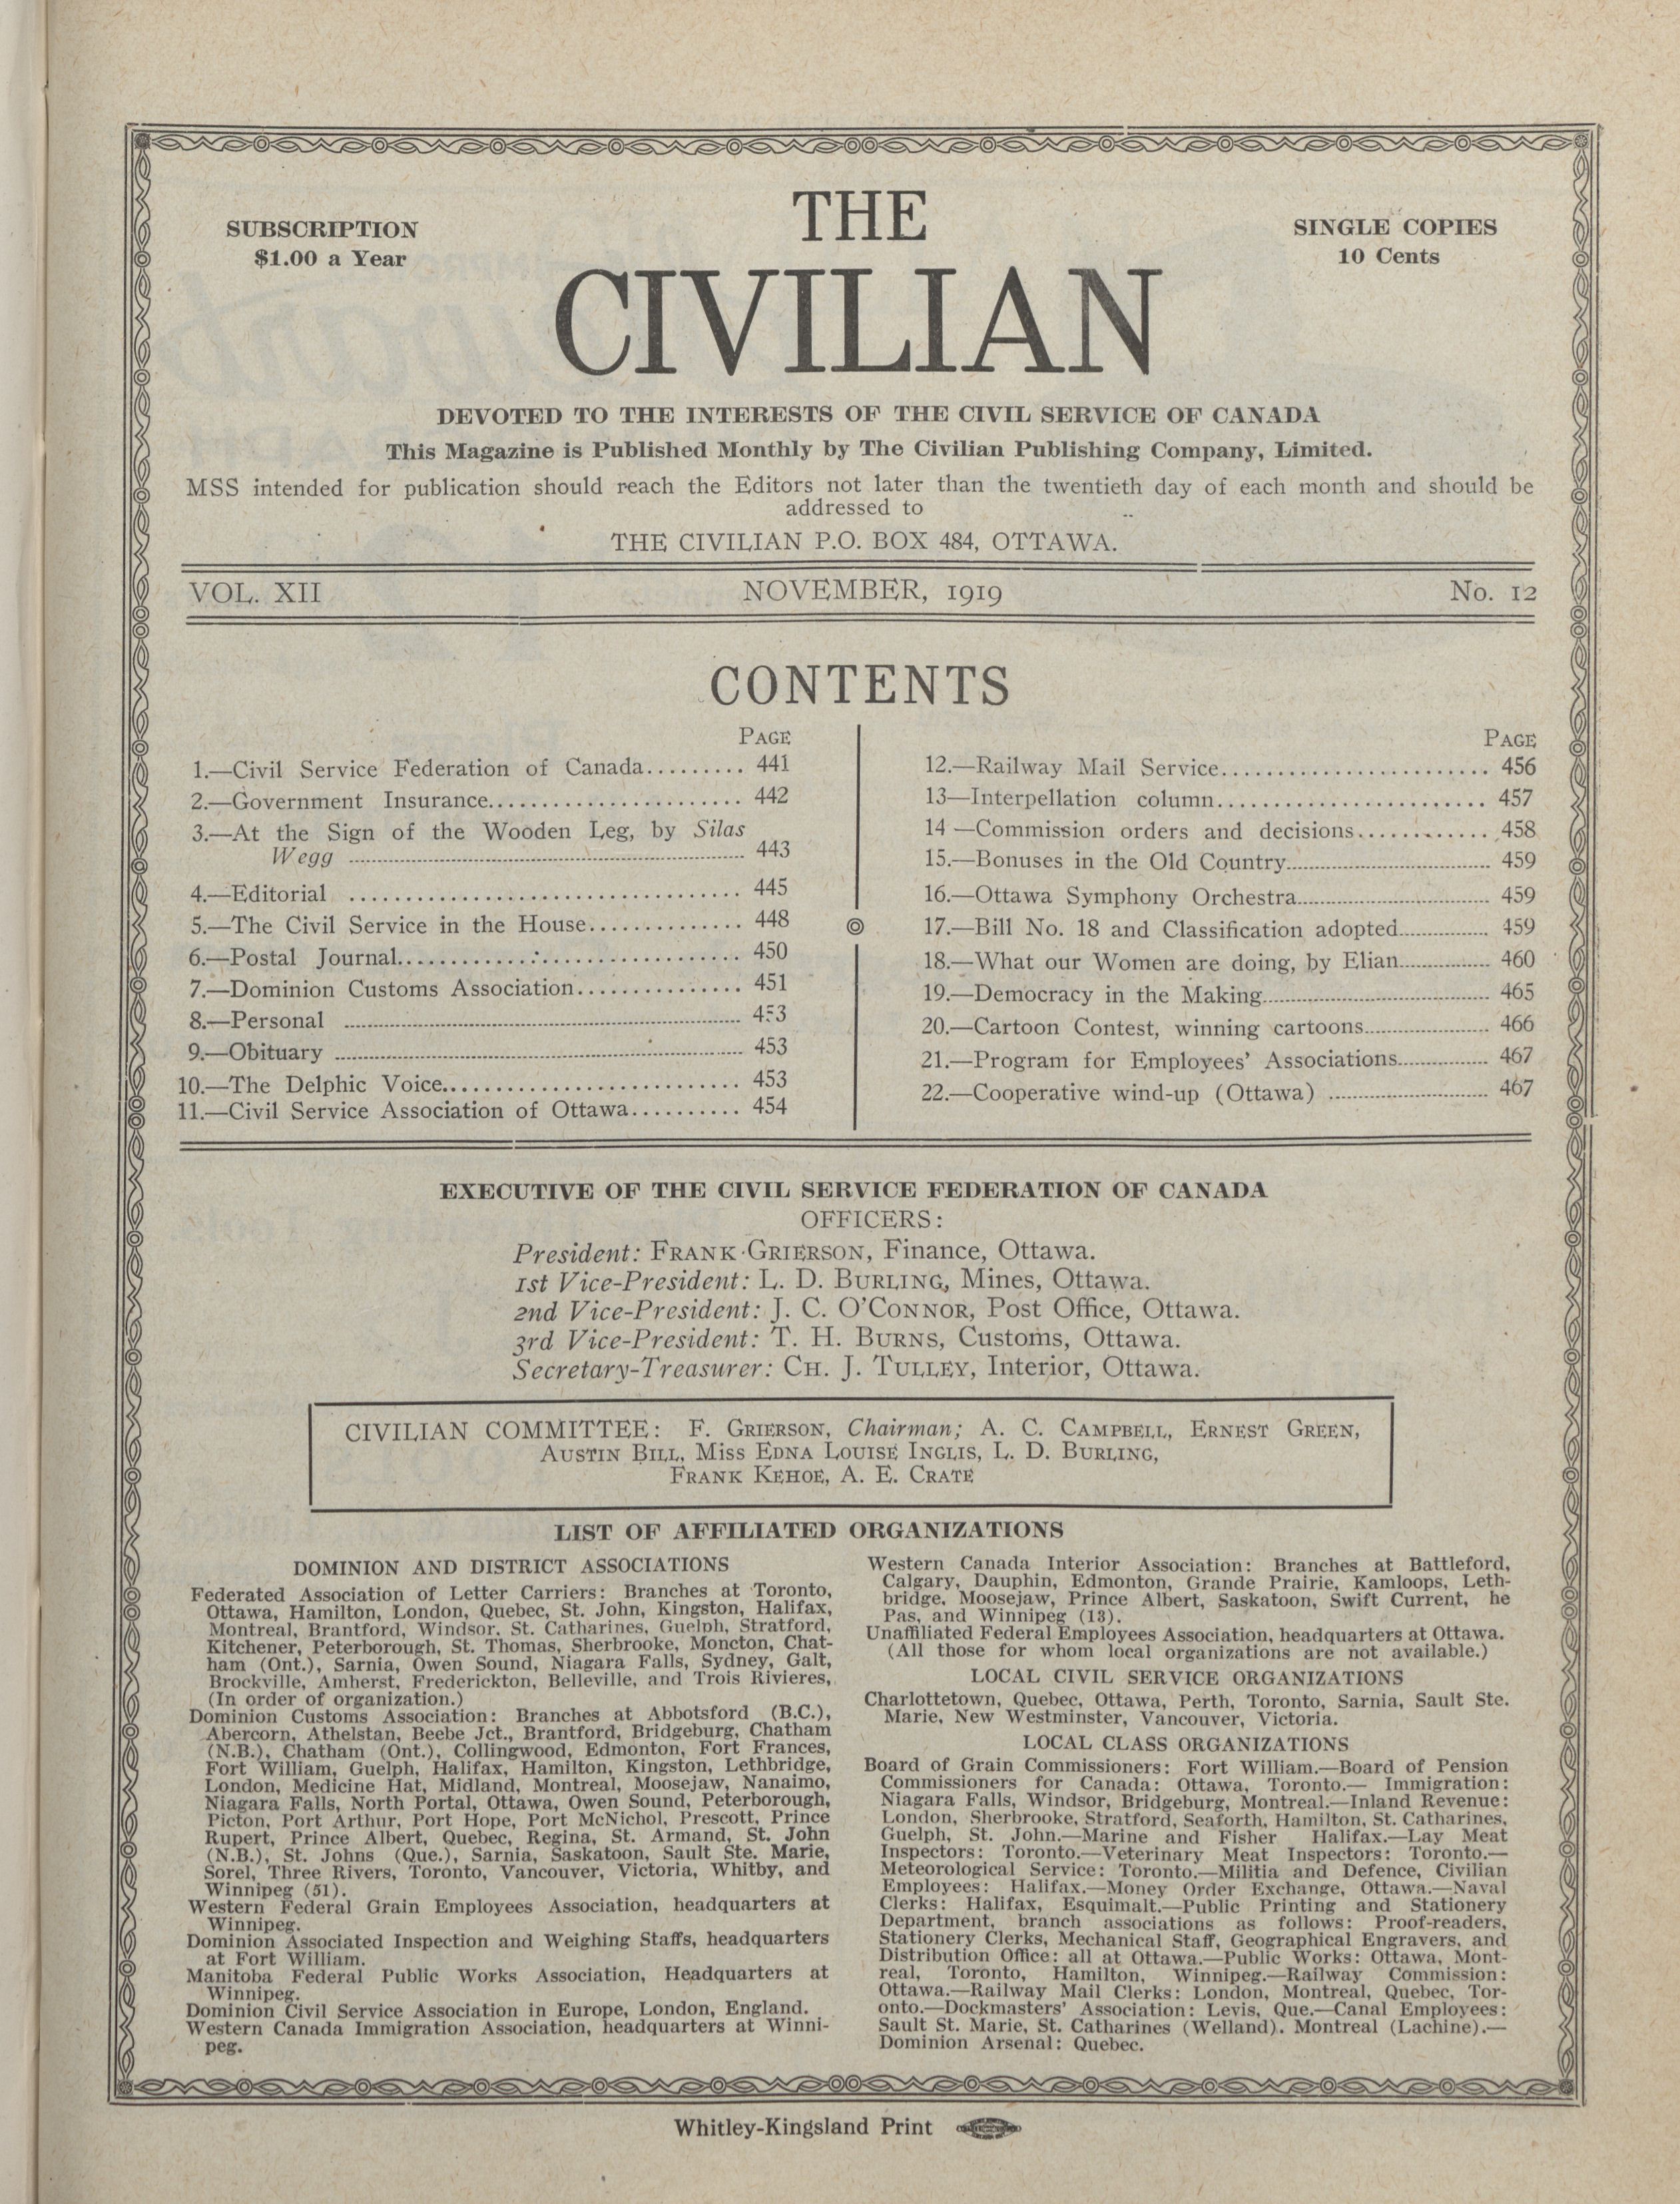 SUBSCRIPTION
$1.00 a Year
THE
CIVILIAN
SINGLE COPIES
10 Cents
DEVOTED TO THE INTERESTS OF THE CIVIL SERVICE OF CANADA
This Magazine is Published Monthly by The Civilian Publishing Company, Limited.
MSS intended for publication should reach the Editors not later than the twentieth day of each month and should be
addressed to
THE CIVILIAN P.O. BOX 484, OTTAWA.
VOL. XII NOVEMBER, 1919 No. 12
CONTENTS
PAGE
1.—Civil Service Federation of Canada......... 441
2.—Government Insurance....................... 442
3.—At the Sign of the Wooden Leg, by Silas
Wegg ........................................ 443
4.—Editorial ................................... 445
5.—The Civil Service in the House.............. 448
6.—Postal Journal............................... 450
7.—Dominion Customs Association............... 451
8.—Personal ........................................ 453
9.—Obituary ........................................ 453
10.—The Delphic Voice........................... 453
11.—Civil Service Association of Ottawa.......... 454
PAGE
12.—Railway Mail Service........................ 456
13—Interpellation column........................ 457
14 —Commission orders and decisions............ 458
15.—Bonuses in the Old Country.................... 459
16.—Ottawa Symphony Orchestra.................... 459
17.—Bill No. 18 and Classification adopted............ 459
18.—What our Women are doing, by Elian............ 460
19.—Democracy in the Making........................ 465
20.—Cartoon Contest, winning cartoons................ 466
21.—Program for Employees' Associations............ 467
22.—Cooperative wind-up (Ottawa) .................... 467
EXECUTIVE OF THE CIVIL SERVICE FEDERATION OF CANADA
OFFICERS:
President: FRANK GRIERSON, Finance, Ottawa.
1st Vice-President: L. D. BURLING, Mines, Ottawa.
2nd Vice-President: J. C. O'CONNOR, Post Office, Ottawa.
3rd Vice-President: T. H. BURNS, Customs, Ottawa.
Secretary-Treasurer: CH. J. TULLEY, Interior, Ottawa.
CIVILIAN COMMITTEE: F. GRIERSON, Chairman; A. C. CAMPBELL, ERNEST GREEN,
AUSTIN BILL, MISS EDNA LOUISE INGLIS, L. D. BURLING,
FRANK KEHOE, A. E. CRATE
LIST OF AFFILIATED ORGANIZATIONS
DOMINION AND DISTRICT ASSOCIATIONS
Federated Association of Letter Carriers: Branches at Toronto,
Ottawa, Hamilton, London, Quebec, St. John, Kingston, Halifax,
Montreal, Brantford, Windsor, St. Catharines, Guelph, Stratford,
Kitchener, Peterborough, St. Thomas, Sherbrooke, Moncton, Chat-
ham (Ont.), Sarnia, Owen Sound, Niagara Falls, Sydney, Galt,
Brockville, Amherst, Frederickton, Belleville, and Trois Rivieres,
(In order of organization.)
Dominion Customs Association: Branches at Abbotsford (B.C.),
Abercorn, Athelstan, Beebe Jct., Brantford, Bridgeburg, Chatham
(N.B.), Chatham (Ont.), Collingwood, Edmonton, Fort Frances,
Fort William, Guelph, Halifax, Hamilton, Kingston, Lethbridge,
London, Medicine Hat, Midland, Montreal, Moosejaw, Nanaimo,
Niagara Falls, North Portal, Ottawa, Owen Sound, Peterborough,
Picton, Port Arthur, Port Hope, Port McNichol, Prescott, Prince
Rupert, Prince Albert, Quebec, Regina, St. Armand, St. John
(N.B.), St. Johns (Que.), Sarnia, Saskatoon, Sault Ste. Marie,
Sorel, Three Rivers, Toronto, Vancouver, Victoria, Whitby, and
Winnipeg (51).
Western Federal Grain Employees Association, headquarters at
Winnipeg.
Dominion Associated Inspection and Weighing Staffs, headquarters
at Fort William.
Manitoba Federal Public Works Association, Headquarters at
Winnipeg.
Dominion Civil Service Association in Europe, London, England.
Western Canada Immigration Association, headquarters at Winni-
peg.
Western Canada Interior Association: Branches at Battleford,
Calgary, Dauphin, Edmonton, Grande Prairie, Kamloops, Leth-
bridge, Moosejaw, Prince Albert, Saskatoon, Swift Current, he
Pas, and Winnipeg (13).
Unaffiliated Federal Employees Association, headquarters at Ottawa.
(All those for whom local organizations are not available.)
LOCAL CIVIL SERVICE ORGANIZATIONS
Charlottetown, Quebec, Ottawa, Perth, Toronto, Sarnia, Sault Ste.
Marie, New Westminster, Vancouver, Victoria.
LOCAL CLASS ORGANIZATIONS
Board of Grain Commissioners: Fort William.—Board of Pension
Commissioners for Canada: Ottawa, Toronto.— Immigration:
Niagara Falls, Windsor, Bridgeburg, Montreal.—Inland Revenue:
London, Sherbrooke, Stratford, Seaforth, Hamilton, St. Catharines,
Guelph, St. John.—Marine and Fisher Halifax.—Lay Meat
Inspectors: Toronto.—Veterinary Meat Inspectors: Toronto.—
Meteorological Service: Toronto.—Militia and Defence, Civilian
Employees: Halifax.—Money Order Exchange, Ottawa.—Naval
Clerks: Halifax, Esquimalt.—Public Printing and Stationery
Department, branch associations as follows: Proof-readers,
Stationery Clerks, Mechanical Staff, Geographical Engravers, and
Distribution Office: all at Ottawa.—Public Works: Ottawa, Mont-
real, Toronto, Hamilton, Winnipeg.—Railway Commission:
Ottawa.—Railway Mail Clerks: London, Montreal, Quebec, Tor-
onto.—Dockmasters' Association: Levis, Que.—Canal Employees:
Sault St. Marie, St. Catharines (Welland). Montreal (Lachine).—
Dominion Arsenal: Quebec.
Whitley-Kingsland Print